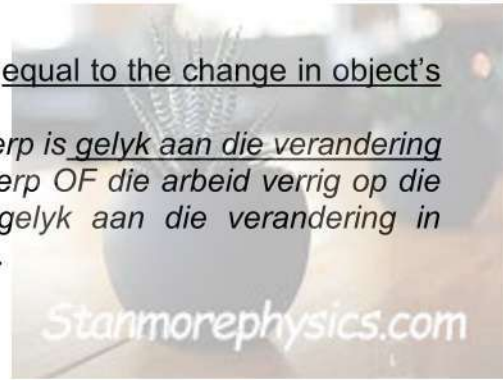 equal to the change in object's
erp is gelyk aan die verandering
erp OF die arbeid verrig op die
gelyk aan die verandering in
Stanmorephysics.com